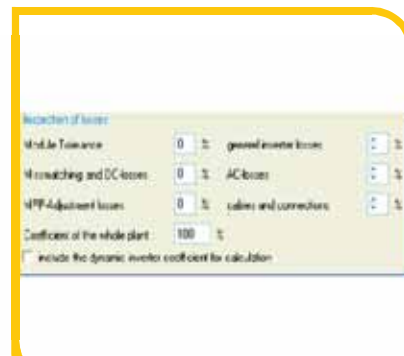 Inspection of losses
Module Tolerance 0 % general inverter losses %
Mismatching and DC-losses 0 % AC-losses %
MPP-Adjustment losses 0 % cables and connections %
Coefficient of the whole plant 100 %
include the dynamic inverter coefficient for calculation